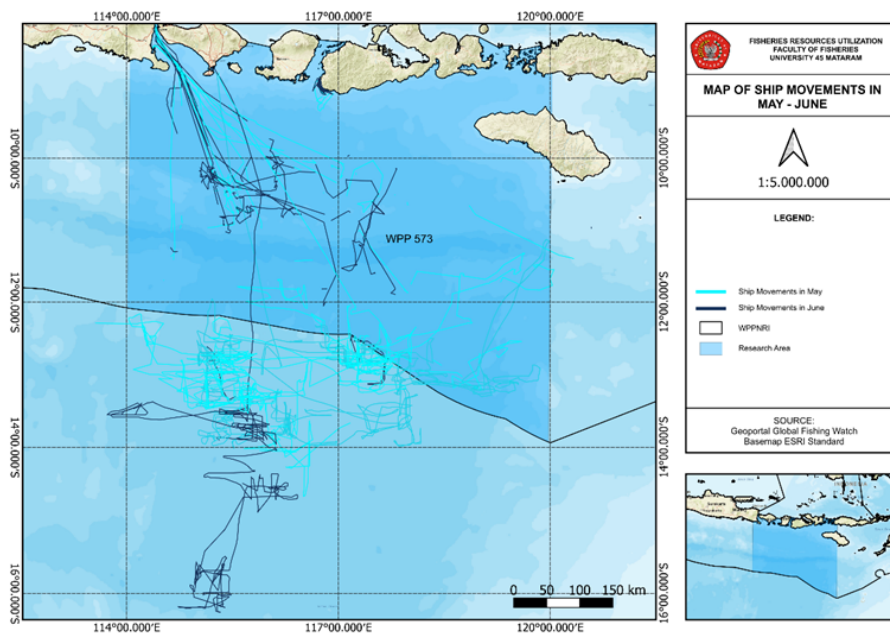 114°00.000'E 117°00.000'E 120°00.000'E
10°00.000'S 10°00.000'S
WPP 573
12°00.000'S 12°00.000'S
14°00.000'S 14°00.000'S
16°00.000'S 16°00.000'S
0 50 100 150 km
114°00.000'E 117°00.000'E 120°00.000'E
FISHERIES RESOURCES UTILIZATION
FACULTY OF FISHERIES
UNIVERSITY 45 MATARAM
MAP OF SHIP MOVEMENTS IN
MAY - JUNE
1:5.000.000
LEGEND:
Ship Movements in May
Ship Movements in June
WPPNRI
Research Area
SOURCE:
Geoportal Global Fishing Watch
Basemap ESRI Standard